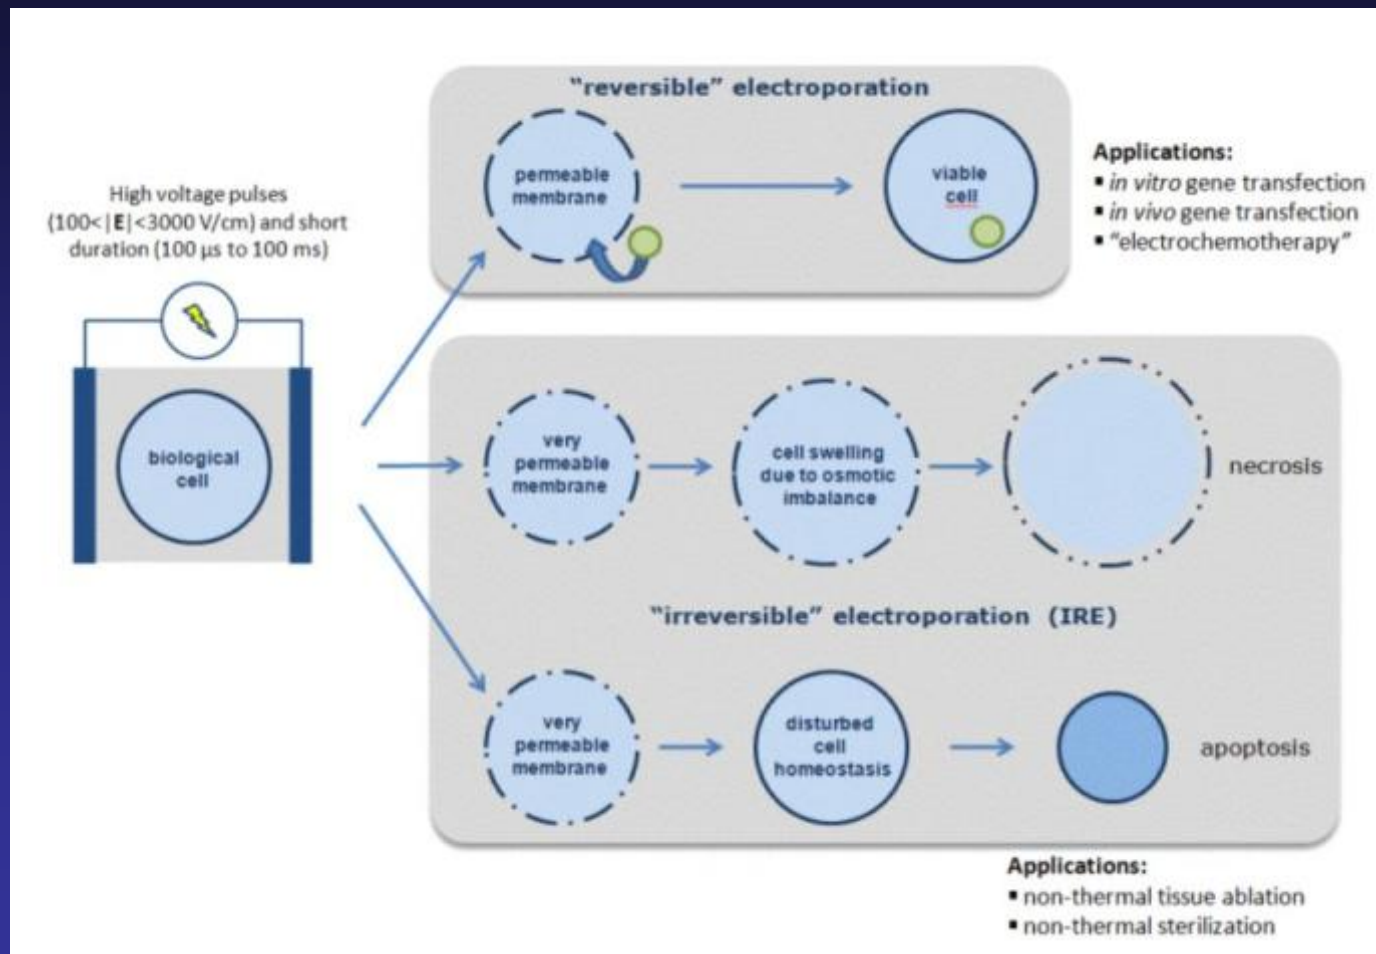 "reversible" electroporation
permeable
membrane
viable
cell
Applications:
▪ in vitro gene transfection
▪ in vivo gene transfection
▪ "electrochemotherapy"
High voltage pulses
(100<|E|<3000 V/cm) and short
duration (100 µs to 100 ms)
biological
cell
very
permeable
membrane
cell swelling
due to osmotic
imbalance
necrosis
"irreversible" electroporation (IRE)
very
permeable
membrane
disturbed
cell
homeostasis
apoptosis
Applications:
▪ non-thermal tissue ablation
▪ non-thermal sterilization